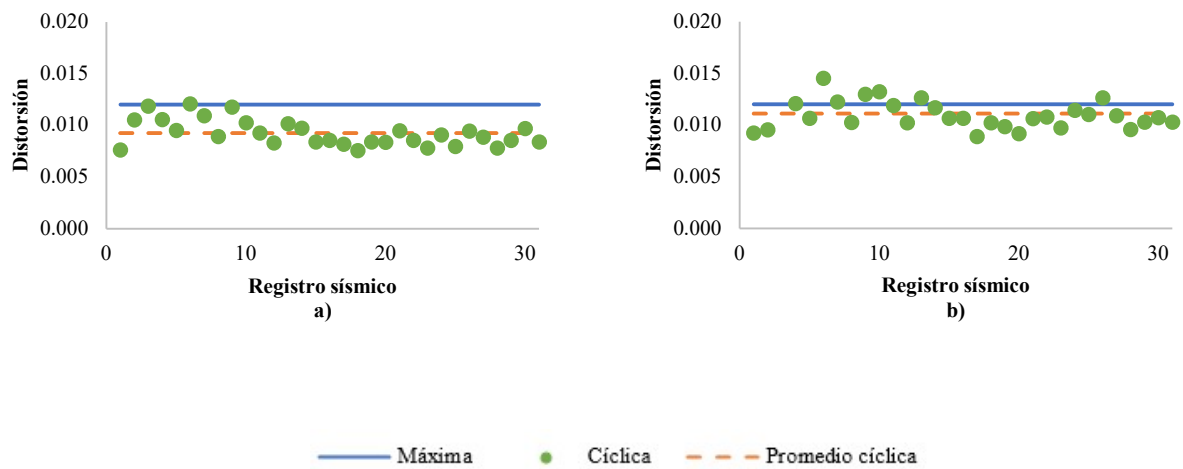 Distorsión
0.020
0.015
0.010
0.005
0.000
0 10 20 30
Registro sísmico
a)
Distorsión
0.020
0.015
0.010
0.005
0.000
0 10 20 30
Registro sísmico
b)
Máxima Cíclica Promedio cíclica